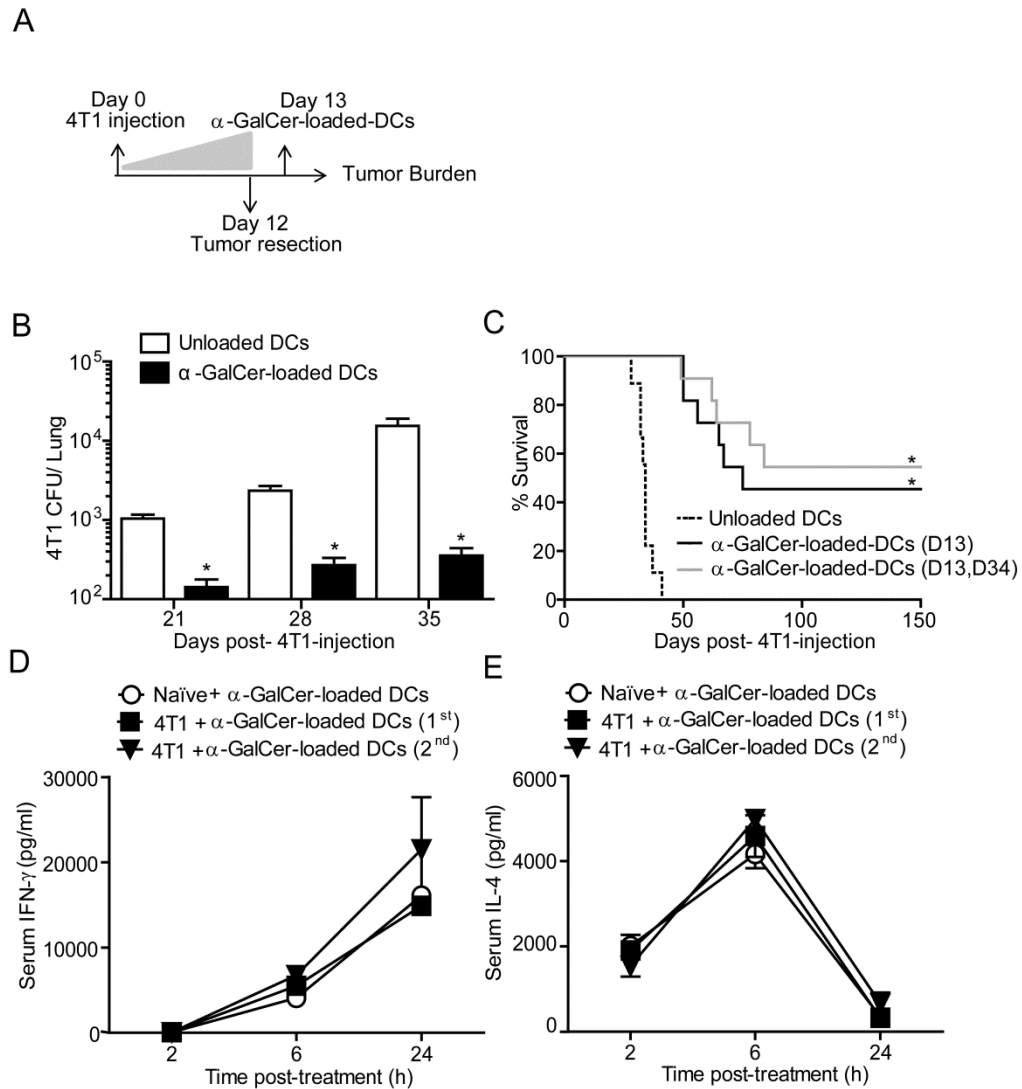 A
Day 0
4T1 injection
Day 13
α-GalCer-loaded-DCs
Tumor Burden
Day 12
Tumor resection
B
Unloaded DCs
α-GalCer-loaded DCs
4T1 CFU/ Lung
10^5
10^4
10^3
10^2
*
*
*
21
28
35
Days post- 4T1-injection
C
% Survival
100
80
60
40
20
0
*
*
Unloaded DCs
α-GalCer-loaded-DCs (D13)
α-GalCer-loaded-DCs (D13,D34)
0
50
100
150
Days post- 4T1-injection
D
Naïve+ α-GalCer-loaded DCs
4T1 + α-GalCer-loaded DCs (1st)
4T1 +α-GalCer-loaded DCs (2nd)
Serum IFN-γ (pg/ml)
30000
20000
10000
0
2
6
24
Time post-treatment (h)
E
Naïve+ α-GalCer-loaded DCs
4T1 + α-GalCer-loaded DCs (1st)
4T1 +α-GalCer-loaded DCs (2nd)
Serum IL-4 (pg/ml)
6000
4000
2000
0
2
6
24
Time post-treatment (h)